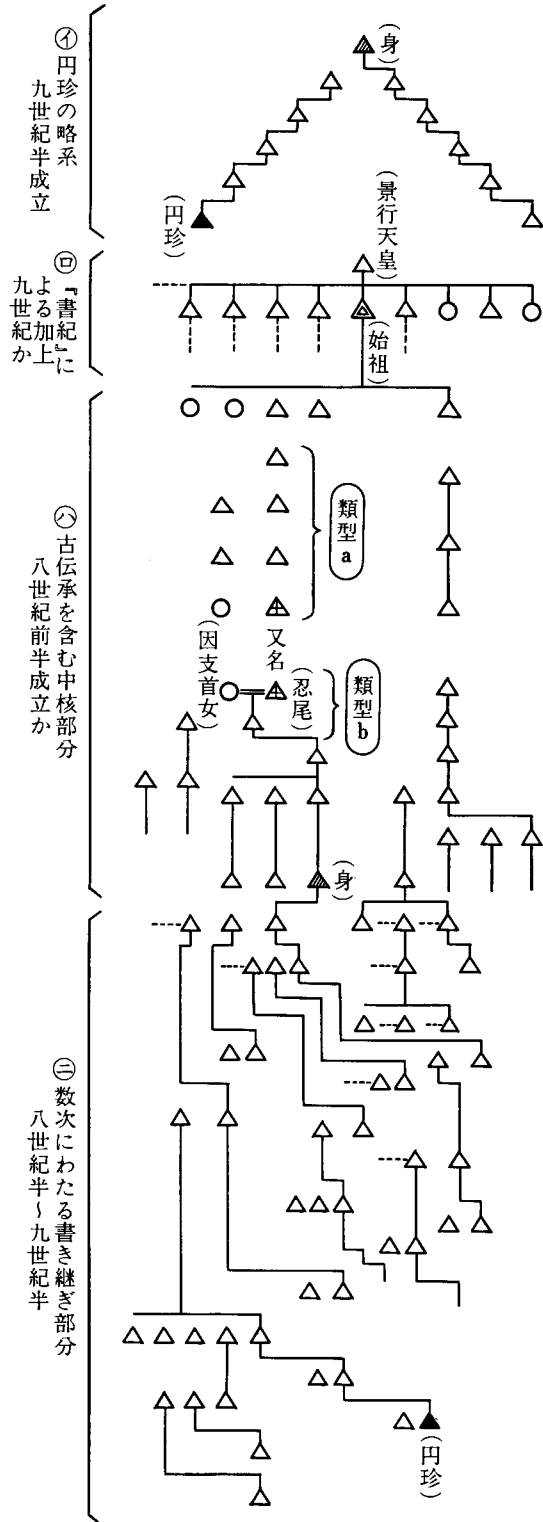 ㋑円珍の略系
九世紀半成立
（身）
（円珍）
㋺『書紀』に
よる加上
九世紀か
（景行天皇）
（始祖）
㋩古伝承を含む中核部分
八世紀前半成立か
類型a
又名
（忍尾）
（因支首女）
類型b
（身）
㋥数次にわたる書き継ぎ部分
八世紀半～九世紀半
（円珍）